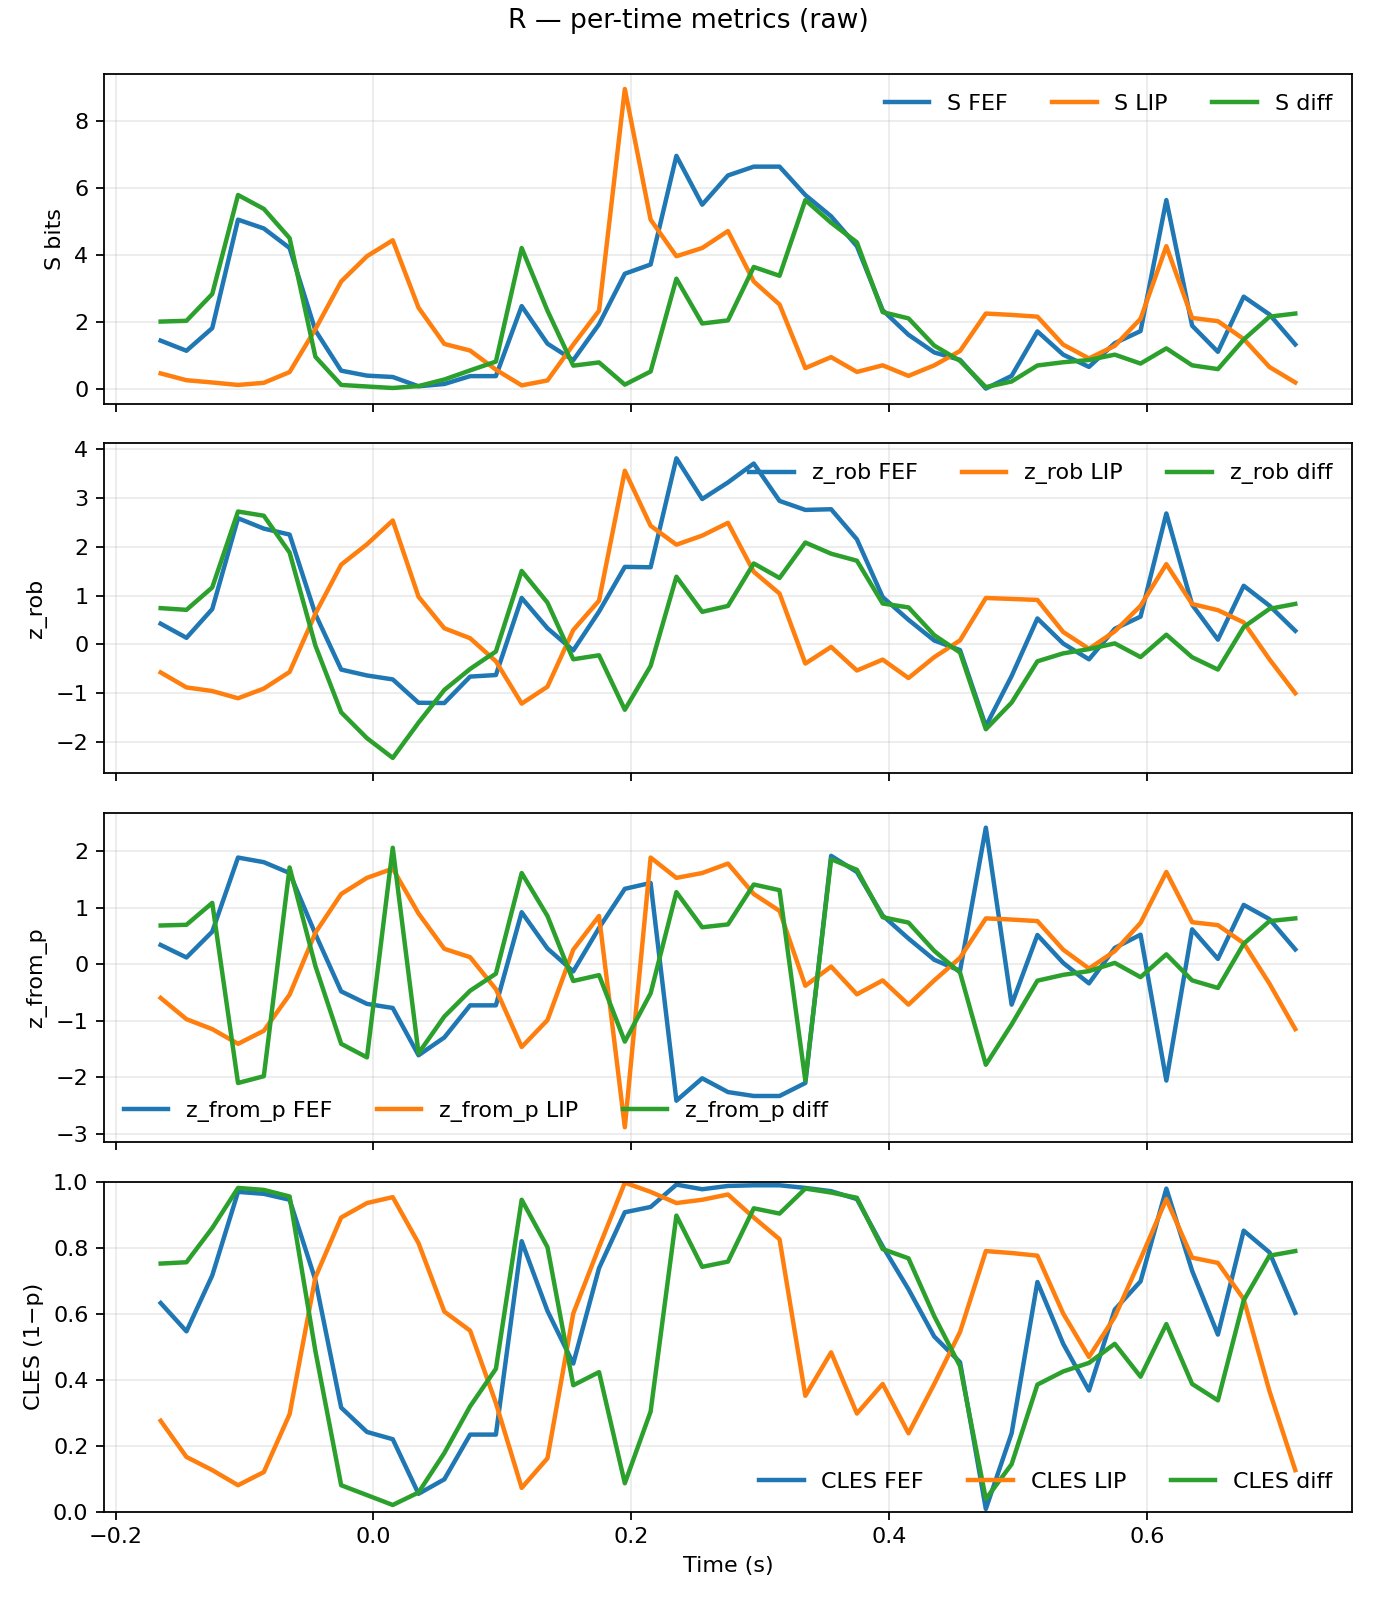 R — per-time metrics (raw)
S FEF S LIP S diff
8
6
4
2
0
S bits
z_rob FEF z_rob LIP z_rob diff
4
3
2
1
0
−1
−2
z_rob
2
1
0
−1
−2
−3
z_from_p
z_from_p FEF z_from_p LIP z_from_p diff
1.0
0.8
0.6
0.4
0.2
0.0
CLES (1−p)
CLES FEF CLES LIP CLES diff
−0.2 0.0 0.2 0.4 0.6
Time (s)